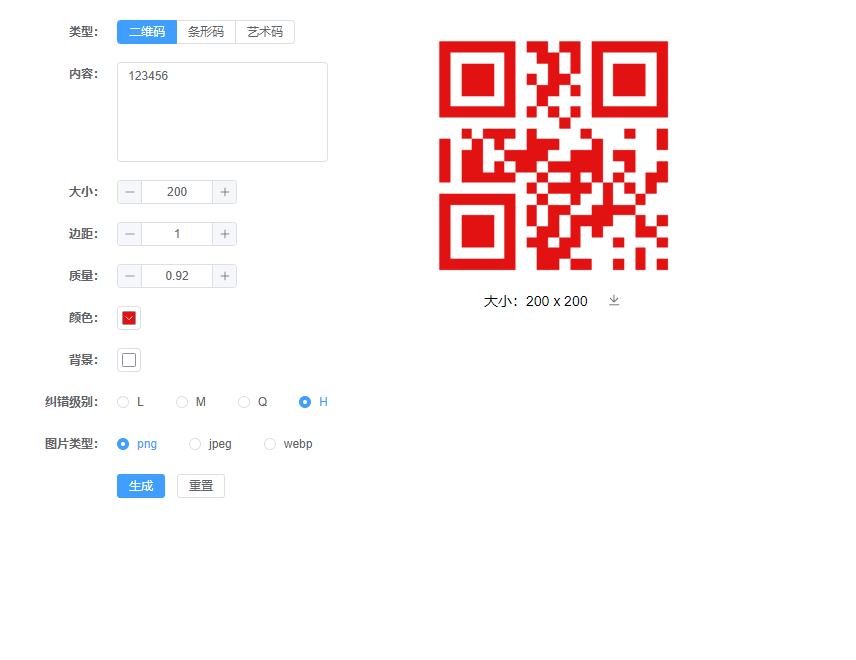 类型： 二维码 条形码 艺术码
内容： 123456
大小： 200
边距： 1
质量： 0.92
颜色：
背景：
纠错级别： L M Q H
图片类型： png jpeg webp
生成 重置
大小：200 x 200